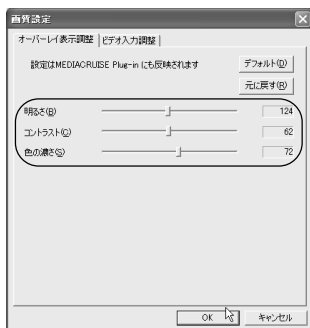 画質設定
オーバーレイ表示調整 ビデオ入力調整
設定はMEDIACRUISE Plug-in にも反映されます
デフォルト(D)
元に戻す(R)
明るさ(B) 124
コントラスト(C) 62
色の濃さ(S) 72
OK キャンセル